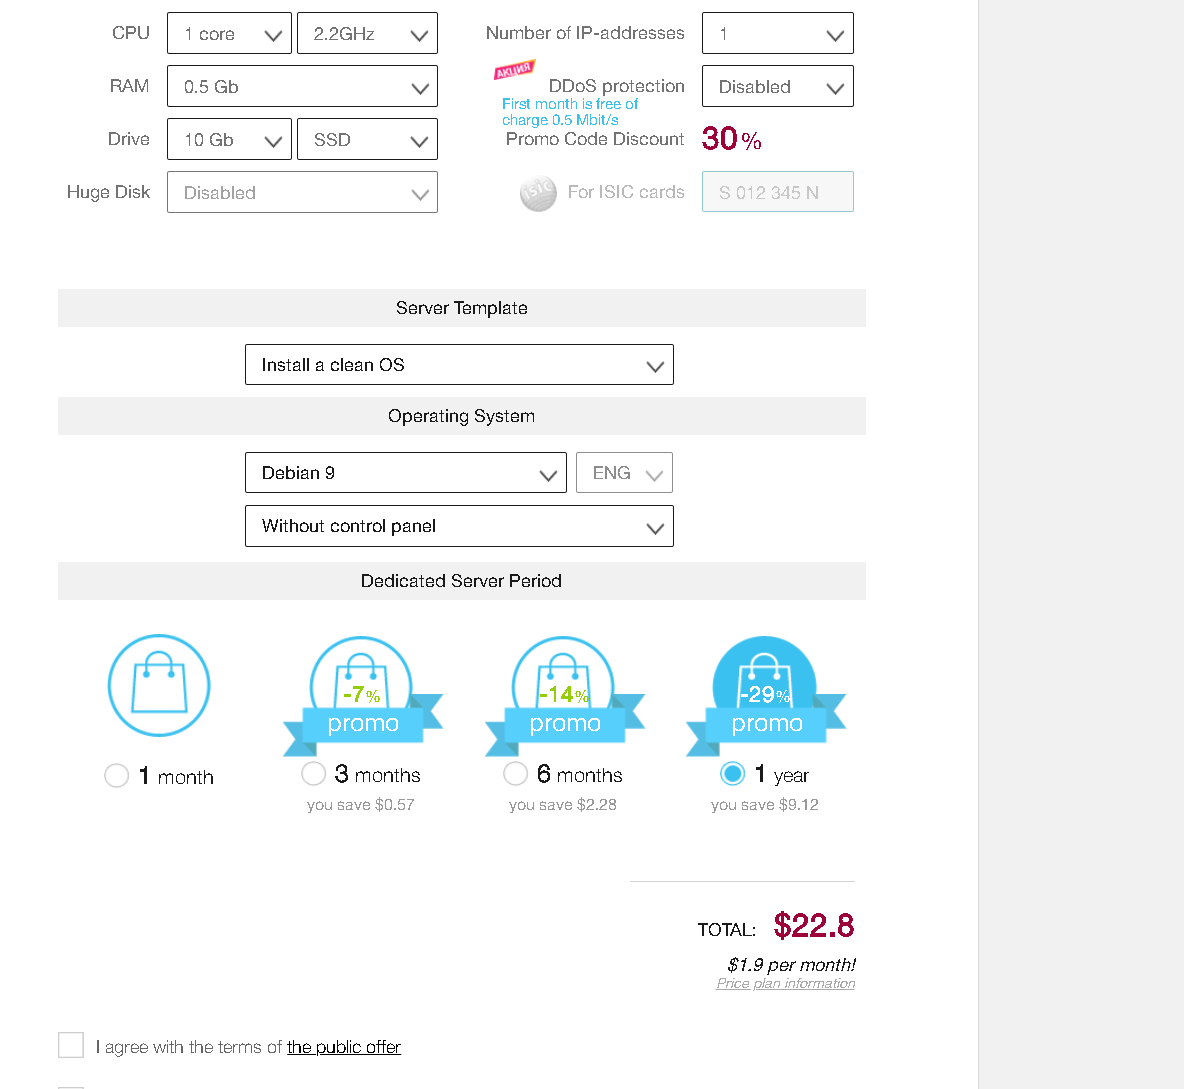 CPU 1 core 2.2GHz Number of IP-addresses 1
АКЦИЯ
RAM 0.5 Gb DDoS protection Disabled
First month is free of
charge 0.5 Mbit/s
Drive 10 Gb SSD Promo Code Discount 30%
Huge Disk Disabled isic For ISIC cards S 012 345 N
Server Template
Install a clean OS
Operating System
Debian 9 ENG
Without control panel
Dedicated Server Period
-7% -14% -29%
promo promo promo
1 month 3 months 6 months 1 year
you save $0.57 you save $2.28 you save $9.12
TOTAL: $22.8
$1.9 per month!
Price plan information
I agree with the terms of the public offer